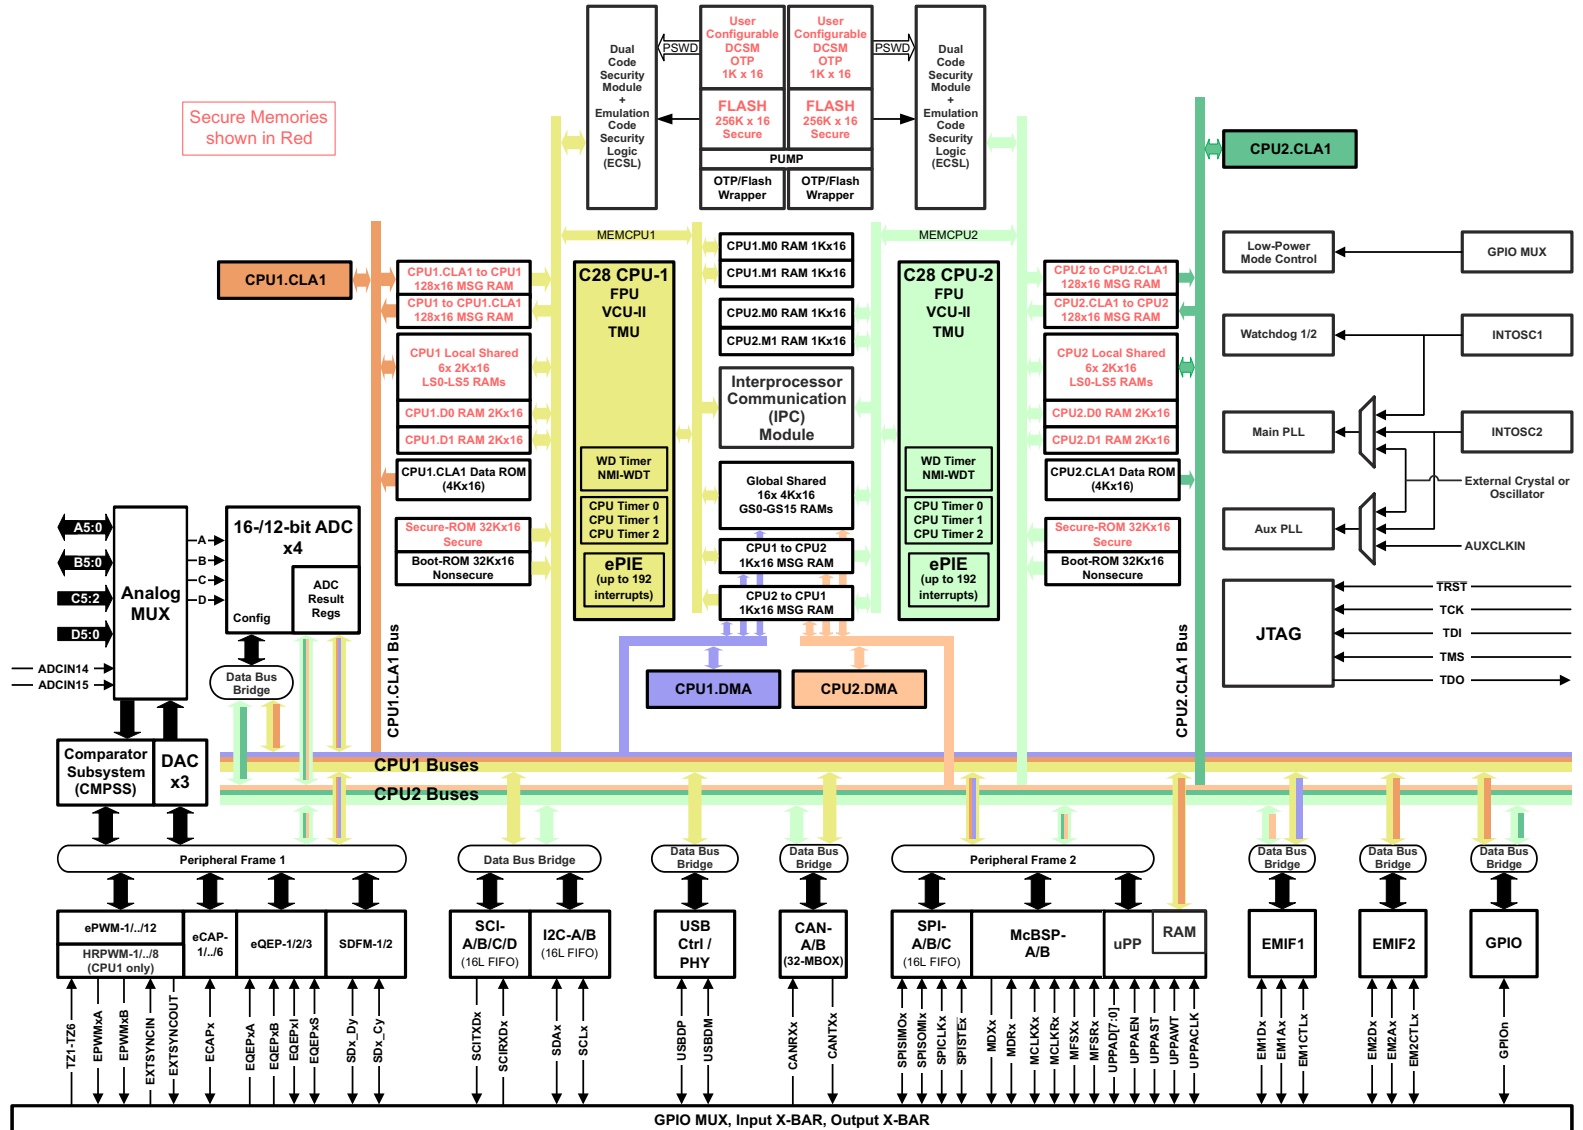 Secure Memories
shown in Red
Dual
Code
Security
Module
+
Emulation
Code
Security
Logic
(ECSL)
PSWD
User
Configurable
DCSM
OTP
1K x 16
User
Configurable
DCSM
OTP
1K x 16
PSWD
Dual
Code
Security
Module
+
Emulation
Code
Security
Logic
(ECSL)
FLASH
256K x 16
Secure
FLASH
256K x 16
Secure
PUMP
OTP/Flash
Wrapper
OTP/Flash
Wrapper
CPU2.CLA1
MEMCPU1
MEMCPU2
CPU1.CLA1
CPU1.CLA1 to CPU1
128x16 MSG RAM
CPU1 to CPU1.CLA1
128x16 MSG RAM
CPU1 Local Shared
6x 2Kx16
LS0-LS5 RAMs
CPU1.D0 RAM 2Kx16
CPU1.D1 RAM 2Kx16
CPU1.CLA1 Data ROM
(4Kx16)
Secure-ROM 32Kx16
Secure
Boot-ROM 32Kx16
Nonsecure
CPU1.CLA1 Bus
C28 CPU-1
FPU
VCU-II
TMU
WD Timer
NMI-WDT
CPU Timer 0
CPU Timer 1
CPU Timer 2
ePIE
(up to 192
interrupts)
CPU1.M0 RAM 1Kx16
CPU1.M1 RAM 1Kx16
CPU2.M0 RAM 1Kx16
CPU2.M1 RAM 1Kx16
Interprocessor
Communication
(IPC)
Module
Global Shared
16x 4Kx16
GS0-GS15 RAMs
CPU1 to CPU2
1Kx16 MSG RAM
CPU2 to CPU1
1Kx16 MSG RAM
CPU1.DMA
CPU2.DMA
C28 CPU-2
FPU
VCU-II
TMU
WD Timer
NMI-WDT
CPU Timer 0
CPU Timer 1
CPU Timer 2
ePIE
(up to 192
interrupts)
CPU2 to CPU2.CLA1
128x16 MSG RAM
CPU2.CLA1 to CPU2
128x16 MSG RAM
CPU2 Local Shared
6x 2Kx16
LS0-LS5 RAMs
CPU2.D0 RAM 2Kx16
CPU2.D1 RAM 2Kx16
CPU2.CLA1 Data ROM
(4Kx16)
Secure-ROM 32Kx16
Secure
Boot-ROM 32Kx16
Nonsecure
CPU2.CLA1 Bus
Low-Power
Mode Control
GPIO MUX
Watchdog 1/2
INTOSC1
Main PLL
INTOSC2
External Crystal or
Oscillator
Aux PLL
AUXCLKIN
JTAG
TRST
TCK
TDI
TMS
TDO
A5:0
B5:0
C5:2
D5:0
ADCIN14
ADCIN15
Analog
MUX
A
B
C
D
16-/12-bit ADC
x4
ADC
Result
Regs
Config
Data Bus
Bridge
Comparator
Subsystem
(CMPSS)
DAC
x3
CPU1 Buses
CPU2 Buses
Peripheral Frame 1
Data Bus Bridge
Data Bus
Bridge
Data Bus
Bridge
Peripheral Frame 2
Data Bus
Bridge
Data Bus
Bridge
Data Bus
Bridge
ePWM-1/../12
HRPWM-1/../8
(CPU1 only)
eCAP-
1/../6
eQEP-1/2/3
SDFM-1/2
SCI-
A/B/C/D
(16L FIFO)
I2C-A/B
(16L FIFO)
USB
Ctrl /
PHY
CAN-
A/B
(32-MBOX)
SPI-
A/B/C
(16L FIFO)
McBSP-
A/B
uPP
RAM
EMIF1
EMIF2
GPIO
TZ1-TZ6
EPWMxA
EPWMxB
EXTSYNCIN
EXTSYNCOUT
ECAPx
EQEPxA
EQEPxB
EQEPxI
EQEPxS
SDx_Dy
SDx_Cy
SCITXDx
SCIRXDx
SDAx
SCLx
USBDP
USBDM
CANRXx
CANTXx
SPISIMOx
SPISOMIx
SPICLKx
SPISTEx
MDXx
MDRx
MCLKXx
MCLKRx
MFSXx
MFSRx
UPPAD[7:0]
UPPAEN
UPPAST
UPPAWT
UPPACLK
EM1Dx
EM1Ax
EM1CTLx
EM2Dx
EM2Ax
EM2CTLx
GPIOn
GPIO MUX, Input X-BAR, Output X-BAR